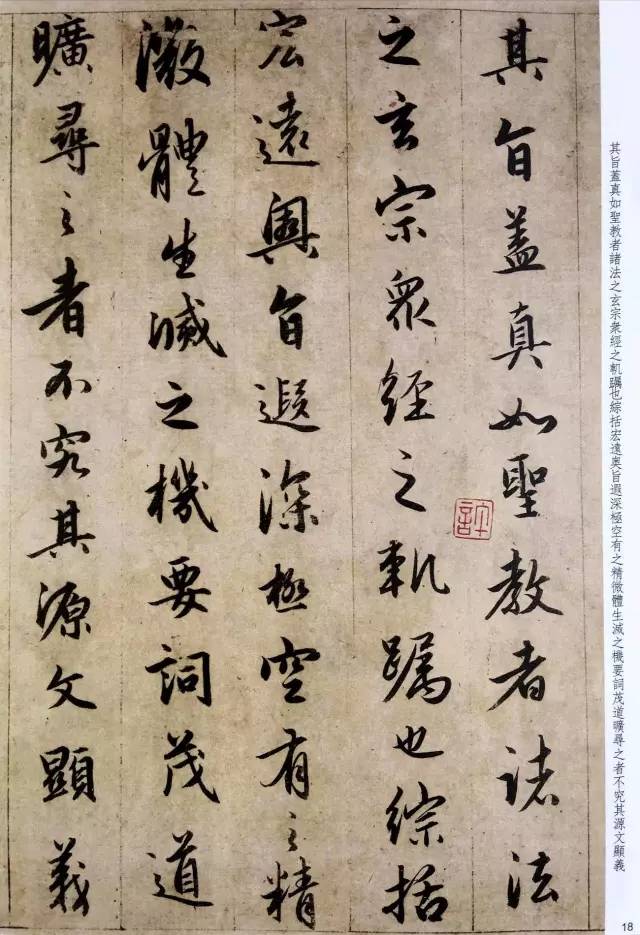 其旨蓋真如聖教者諸法
之玄宗衆經之軌躅也綜括
宏遠奧旨遐深極空有之精
微體生滅之機要詞茂道
曠尋之者不究其源文顯義
許
其旨蓋真如聖教者諸法之玄宗衆經之軌躅也綜括宏遠奧旨遐深極空有之精微體生滅之機要詞茂道曠尋之者不究其源文顯義
18